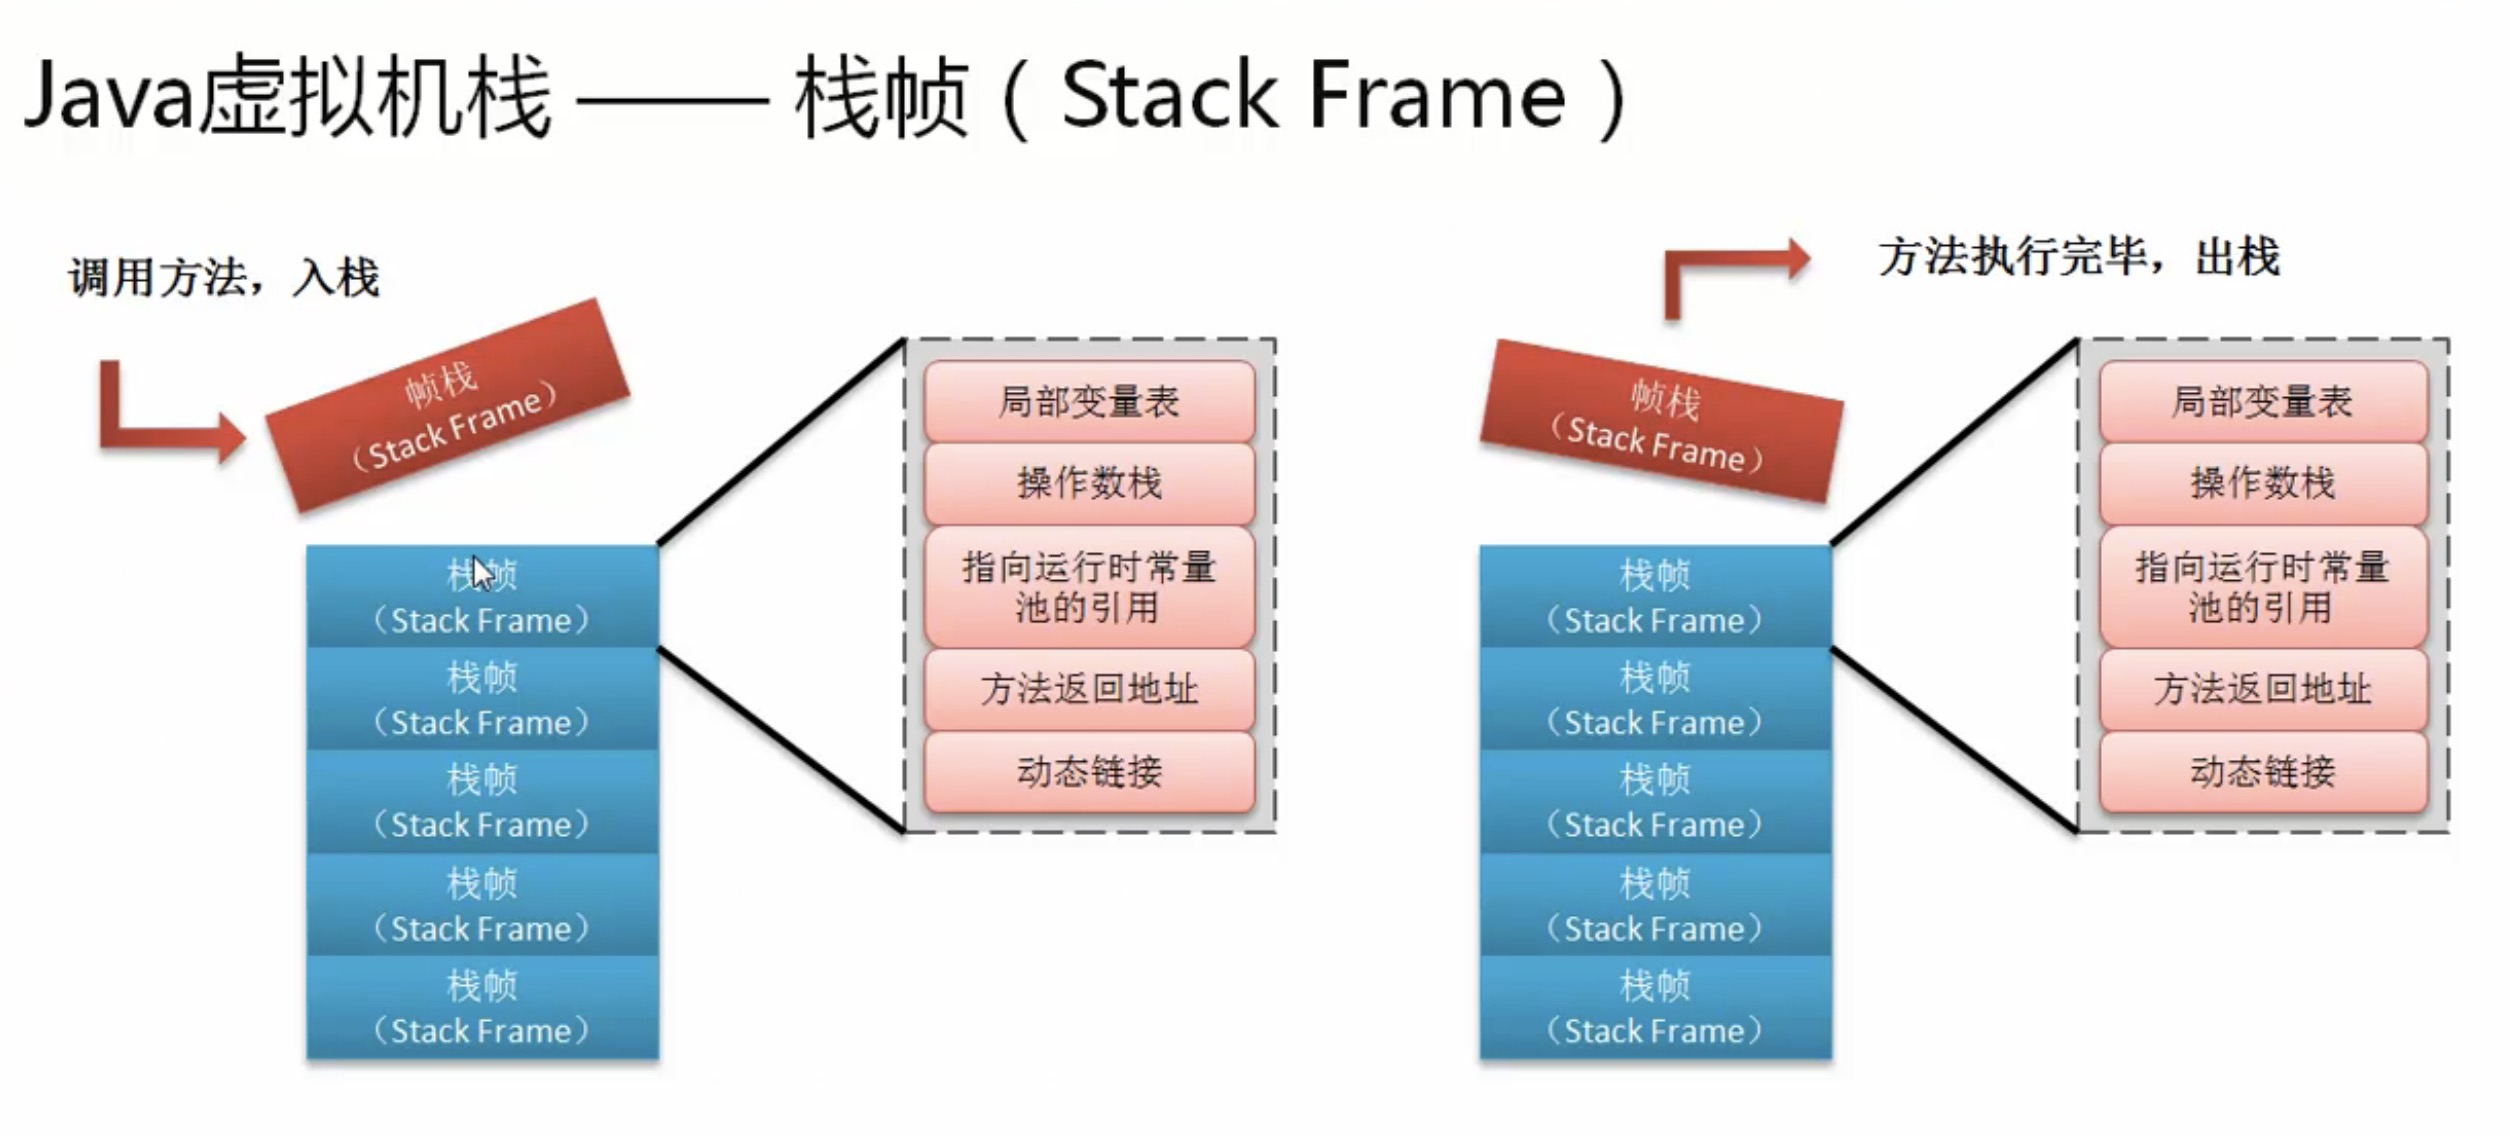 Java虚拟机栈 —— 栈帧（Stack Frame）
调用方法，入栈
帧栈
（Stack Frame）
栈帧
（Stack Frame）
栈帧
（Stack Frame）
栈帧
（Stack Frame）
栈帧
（Stack Frame）
栈帧
（Stack Frame）
局部变量表
操作数栈
指向运行时常量
池的引用
方法返回地址
动态链接
方法执行完毕，出栈
帧栈
（Stack Frame）
栈帧
（Stack Frame）
栈帧
（Stack Frame）
栈帧
（Stack Frame）
栈帧
（Stack Frame）
栈帧
（Stack Frame）
局部变量表
操作数栈
指向运行时常量
池的引用
方法返回地址
动态链接